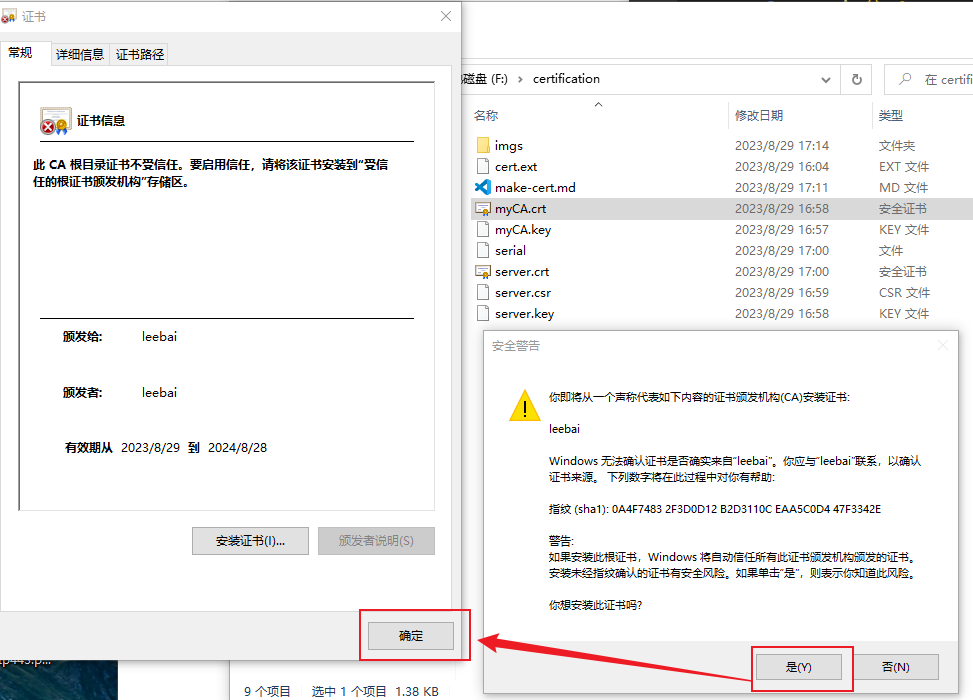 证书
常规
详细信息
证书路径
证书信息
此 CA 根目录证书不受信任。要启用信任，请将该证书安装到“受信
任的根证书颁发机构”存储区。
颁发给: leebai
颁发者: leebai
有效期从 2023/8/29 到 2024/8/28
安装证书(I)...
颁发者说明(S)
确定
磁盘 (F:) › certification
在 certifi
名称 修改日期 类型
imgs 2023/8/29 17:14 文件夹
cert.ext 2023/8/29 16:04 EXT 文件
make-cert.md 2023/8/29 17:11 MD 文件
myCA.crt 2023/8/29 16:58 安全证书
myCA.key 2023/8/29 16:57 KEY 文件
serial 2023/8/29 17:00 文件
server.crt 2023/8/29 17:00 安全证书
server.csr 2023/8/29 16:59 CSR 文件
server.key 2023/8/29 16:58 KEY 文件
安全警告
你即将从一个声称代表如下内容的证书颁发机构(CA)安装证书:
leebai
Windows 无法确认证书是否确实来自“leebai”。你应与“leebai”联系，以确认
证书来源。 下列数字将在此过程中对你有帮助:
指纹 (sha1): 0A4F7483 2F3D0D12 B2D3110C EAA5C0D4 47F3342E
警告:
如果安装此根证书，Windows 将自动信任所有此证书颁发机构颁发的证书。
安装未经指纹确认的证书有安全风险。如果单击“是”，则表示你知道此风险。
你想安装此证书吗?
是(Y)
否(N)
9 个项目 选中 1 个项目 1.38 KB